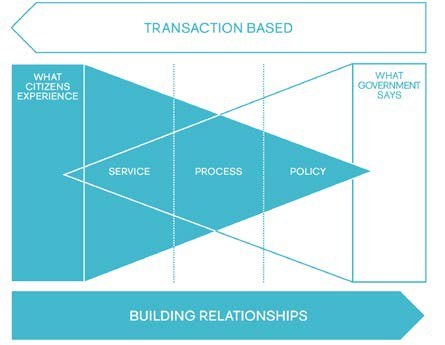 TRANSACTION BASED
WHAT
CITIZENS
EXPERIENCE
WHAT
GOVERNMENT
SAYS
SERVICE
PROCESS
POLICY
BUILDING RELATIONSHIPS